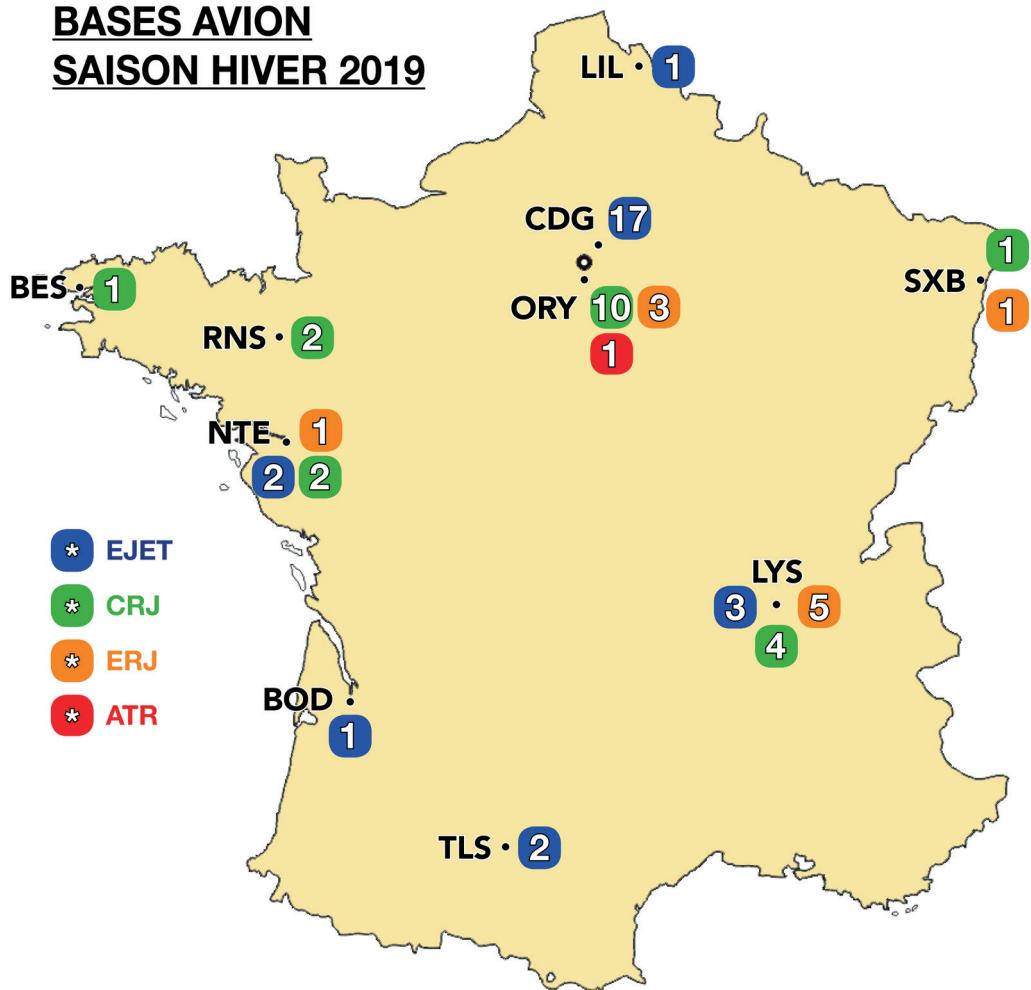 BASES AVION
SAISON HIVER 2019
LIL 1
CDG 17
BES 1
RNS 2
ORY 10 3
1
1
SXB
1
NTE 1
2 2
* EJET
* CRJ
* ERJ
* ATR
LYS
3 5
4
BOD
1
TLS 2